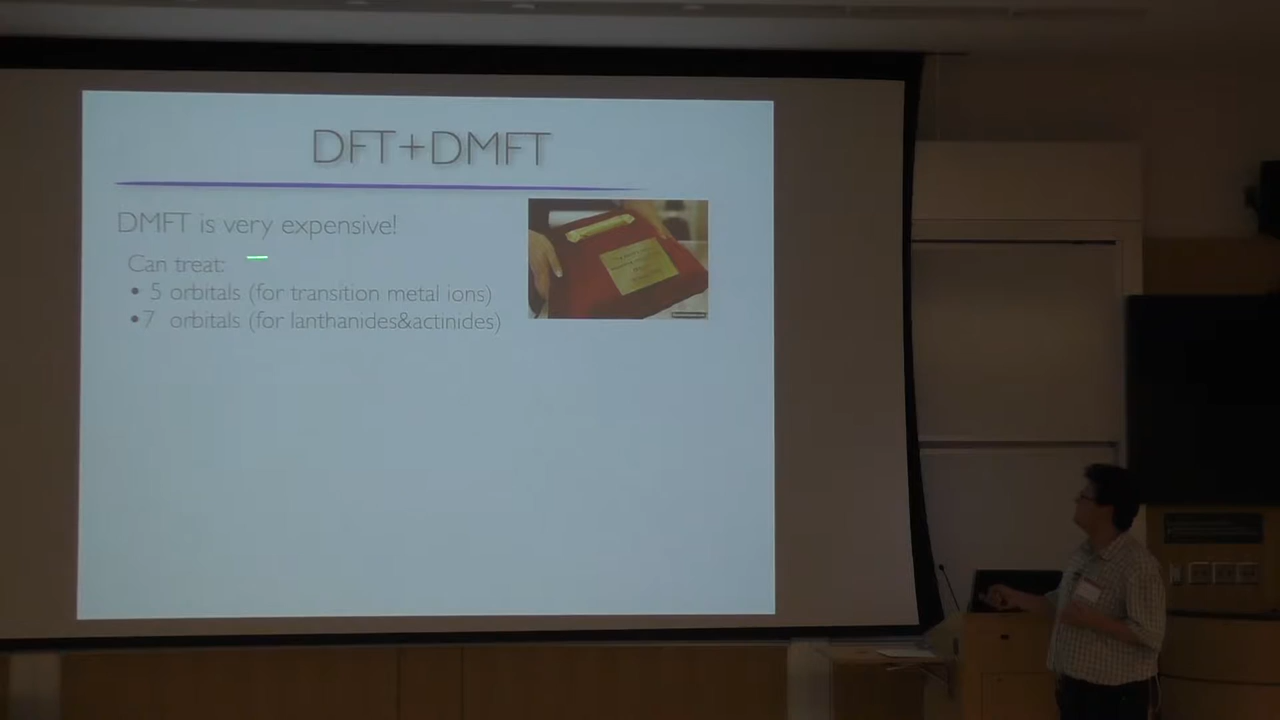 DFT+DMFT
DMFT is very expensive!
Can treat:
• 5 orbitals (for transition metal ions)
•7 orbitals (for lanthanides&actinides)